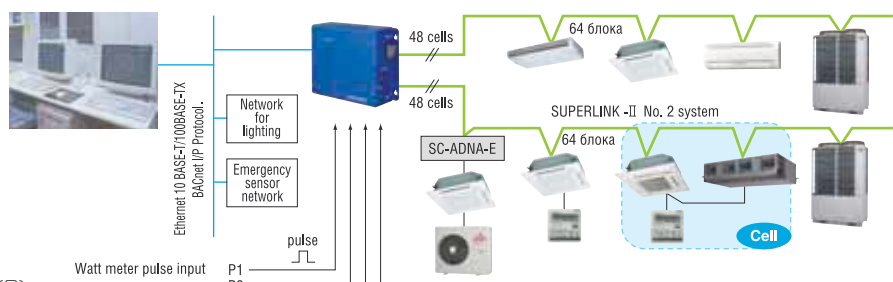 48 cells
64 блока
48 cells
SUPERLINK -II No. 2 system
64 блока
Ethernet 10 BASE-T/100BASE-TX
BACnet I/P Protocol.
Network
for
lighting
SC-ADNA-E
Emergency
sensor
network
Cell
pulse
Watt meter pulse input P1